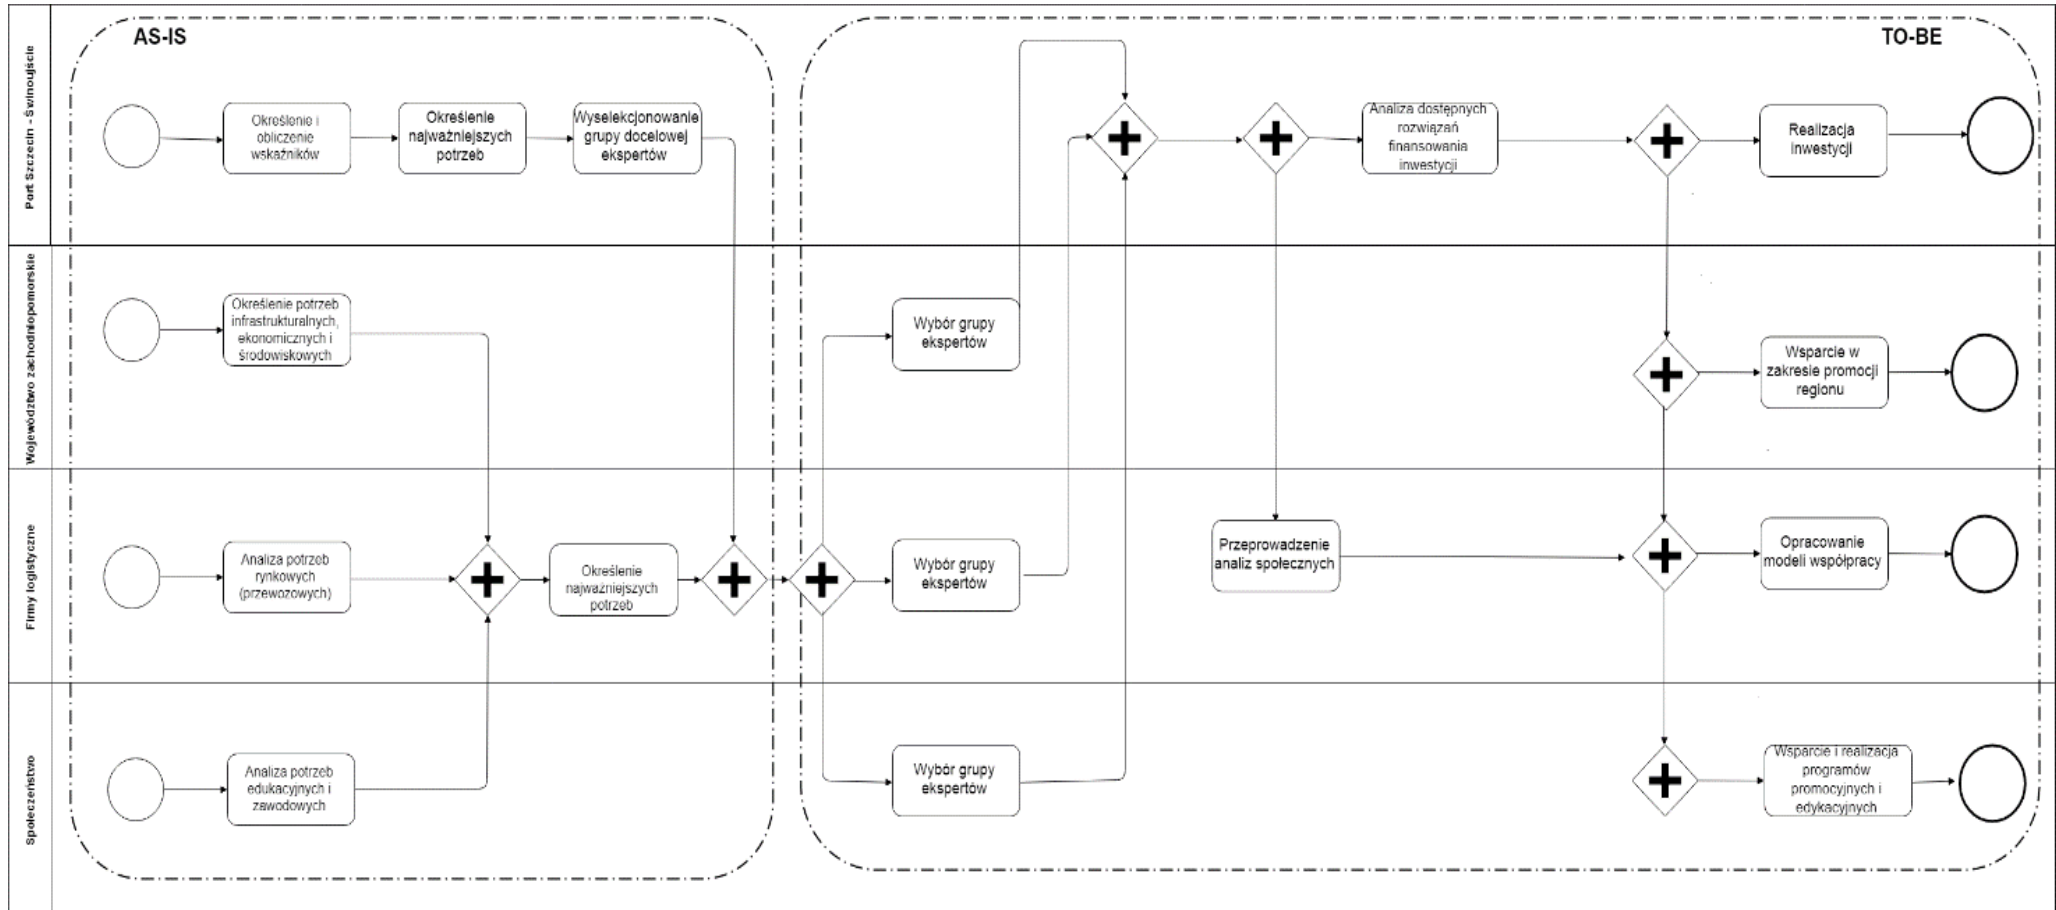 AS-IS
TO-BE
Port Szczecin - Świnoujście
Określenie i
obliczenie
wskaźników
Określenie
najważniejszych
potrzeb
Wyselekcjonowanie
grupy docelowej
ekspertów
Analiza dostępnych
rozwiązań
finansowania
inwestycji
Realizacja
inwestycji
Województwo zachodniopomorskie
Określenie potrzeb
infrastrukturalnych,
ekonomicznych i
środowiskowych
Wybór grupy
ekspertów
Wsparcie w
zakresie promocji
regionu
Firmy logistyczne
Analiza potrzeb
rynkowych
(przewozowych)
Określenie
najważniejszych
potrzeb
Wybór grupy
ekspertów
Przeprowadzenie
analiz społecznych
Opracowanie
modeli współpracy
Społeczeństwo
Analiza potrzeb
edukacyjnych i
zawodowych
Wybór grupy
ekspertów
Wsparcie i realizacja
programów
promocyjnych i
edykacyjnych